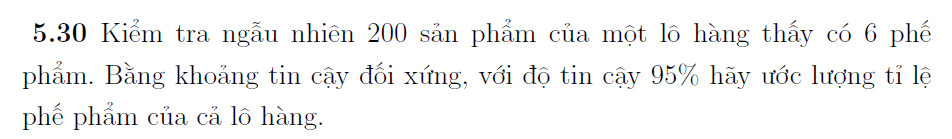 5.30 Kiểm tra ngẫu nhiên 200 sản phẩm của một lô hàng thấy có 6 phế
phẩm. Bằng khoảng tin cậy đối xứng, với độ tin cậy 95% hãy ước lượng tỉ lệ
phế phẩm của cả lô hàng.